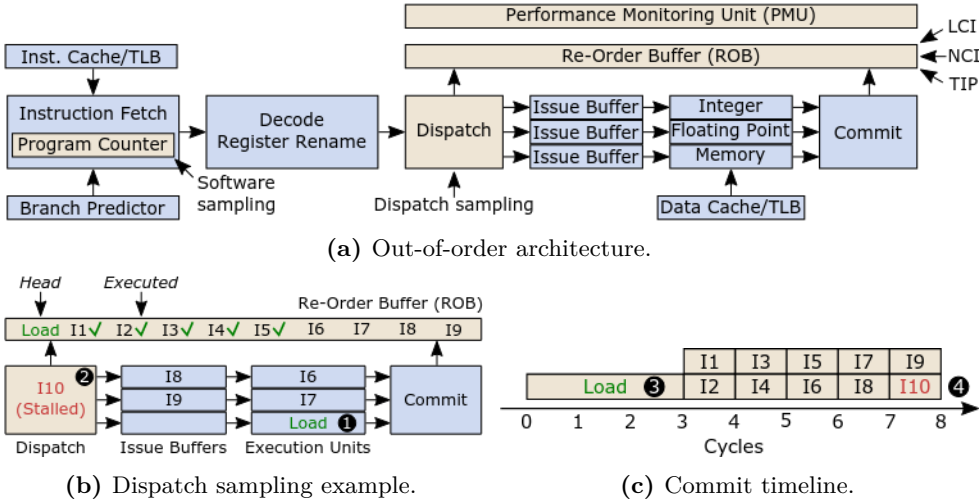 Performance Monitoring Unit (PMU)
LCI
Inst. Cache/TLB
Re-Order Buffer (ROB)
NCI
TIP
Instruction Fetch
Program Counter
Decode
Register Rename
Dispatch
Issue Buffer
Integer
Issue Buffer
Floating Point
Issue Buffer
Memory
Commit
Software
sampling
Branch Predictor
Dispatch sampling
Data Cache/TLB
(a) Out-of-order architecture.
Head
Executed
Re-Order Buffer (ROB)
Load I1✓ I2✓ I3✓ I4✓ I5✓ I6 I7 I8 I9
I10
(Stalled)
2
I8
I6
I9
I7
Load 1
Commit
Dispatch
Issue Buffers
Execution Units
(b) Dispatch sampling example.
I1 I3 I5 I7 I9
Load 3 I2 I4 I6 I8 I10 4
0 1 2 3 4 5 6 7 8
Cycles
(c) Commit timeline.